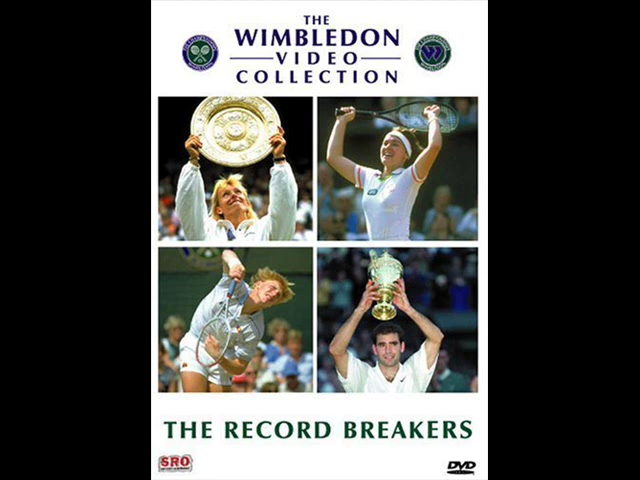 THE
WIMBLEDON
VIDEO
COLLECTION
THE RECORD BREAKERS
SRO
DVD